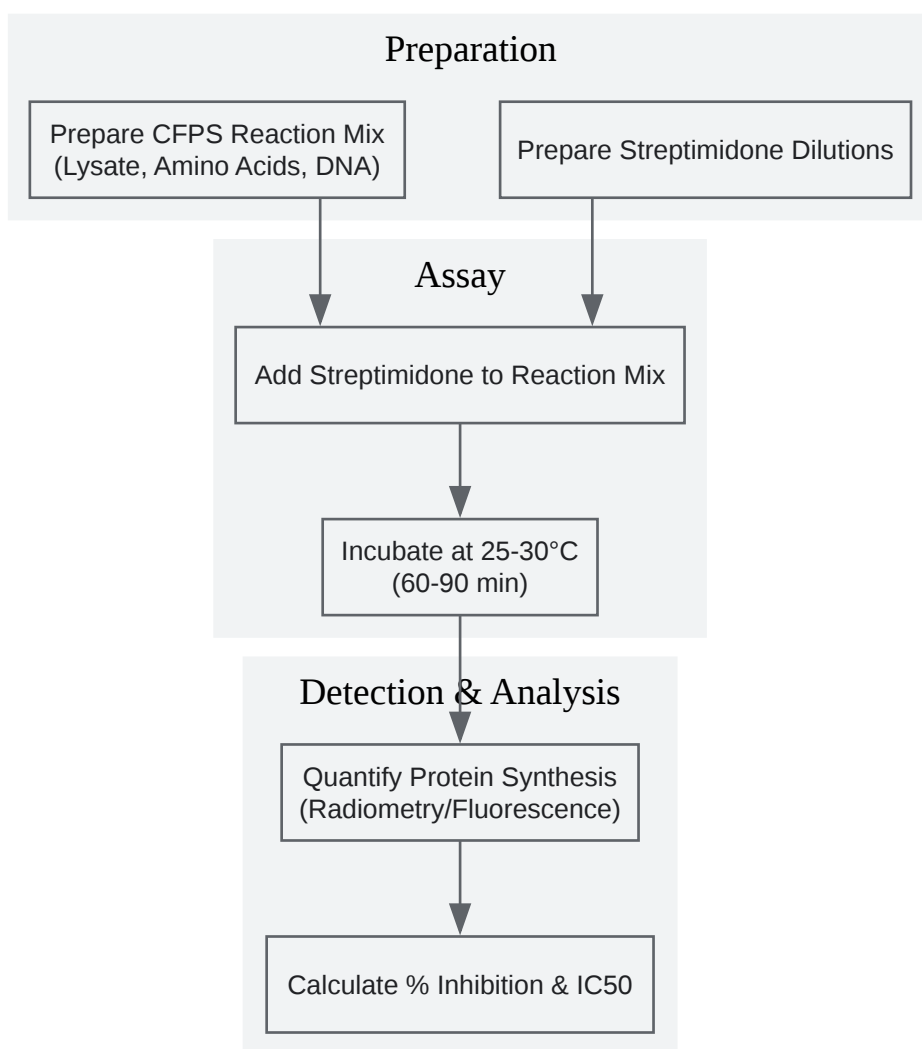 Preparation
Prepare CFPS Reaction Mix
(Lysate, Amino Acids, DNA)
Prepare Streptimidone Dilutions
Assay
Add Streptimidone to Reaction Mix
Incubate at 25-30°C
(60-90 min)
Detection & Analysis
Quantify Protein Synthesis
(Radiometry/Fluorescence)
Calculate % Inhibition & IC50